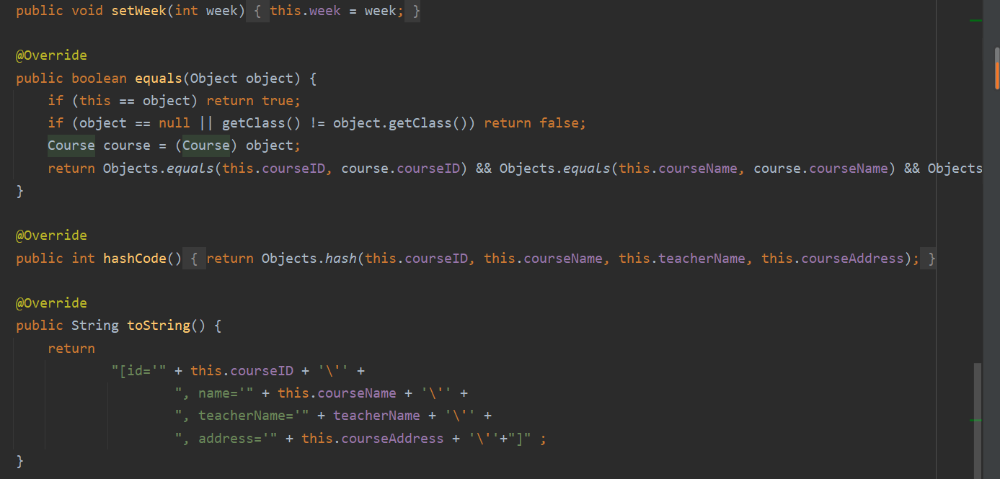 public void setWeek(int week) { this.week = week; }
@Override
public boolean equals(Object object) {
if (this == object) return true;
if (object == null || getClass() != object.getClass()) return false;
Course course = (Course) object;
return Objects.equals(this.courseID, course.courseID) && Objects.equals(this.courseName, course.courseName) && Objects
}
@Override
public int hashCode() { return Objects.hash(this.courseID, this.courseName, this.teacherName, this.courseAddress); }
@Override
public String toString() {
return
"[id='" + this.courseID + '\'' +
", name='" + this.courseName + '\'' +
", teacherName='" + teacherName + '\'' +
", address='" + this.courseAddress + '\''+"]" ;
}